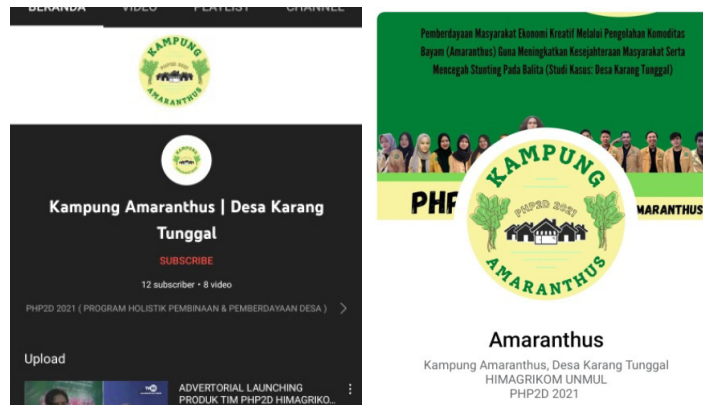 BERANDA VIDEO PLAYLIST CHANNEL
KAMPUNG
PHP2D 2021
AMARANTHUS
KAMPUNG
AMARANTHUS
Kampung Amaranthus | Desa Karang
Tunggal
SUBSCRIBE
12 subscriber • 8 video
PHP2D 2021 ( PROGRAM HOLISTIK PEMBINAAN & PEMBERDAYAAN DESA )
Upload
ADVERTORIAL LAUNCHING
PRODUK TIM PHP2D HIMAGRIKO...
Pemberdayaan Masyarakat Ekonomi Kreatif Melalui Pengolahan Komoditas
Bayam (Amaranthus) Guna Meningkatkan Kesejahteraan Masyarakat Serta
Mencegah Stunting Pada Balita (Studi Kasus: Desa Karang Tunggal)
PHP
MARANTHUS
KAMPUNG
PHP2D 2021
AMARANTHUS
Amaranthus
Kampung Amaranthus, Desa Karang Tunggal
HIMAGRIKOM UNMUL
PHP2D 2021